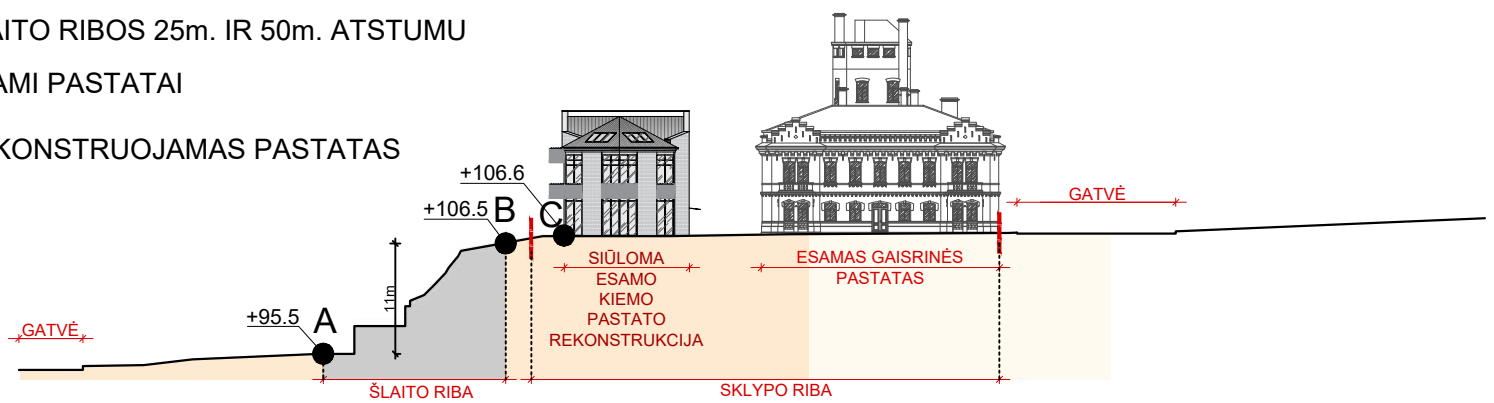 AITO RIBOS 25m. IR 50m. ATSTUMU
AMI PASTATAI
KONSTRUOJAMAS PASTATAS
+106.6
+106.5
B
C
GATVĖ
SIŪLOMA
ESAMO
KIEMO
PASTATO
REKONSTRUKCIJA
ESAMAS GAISRINĖS
PASTATAS
11m
+95.5
A
GATVĖ
ŠLAITO RIBA
SKLYPO RIBA